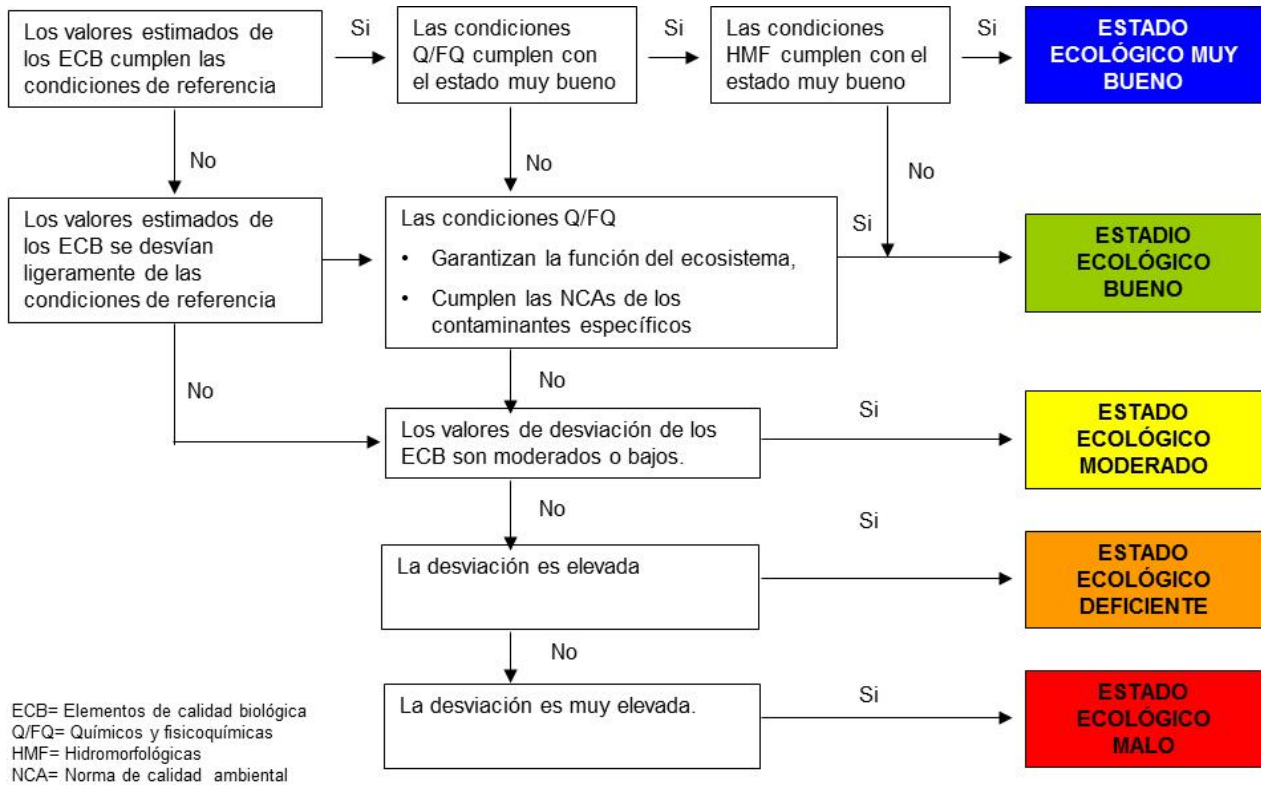 Los valores estimados de
los ECB cumplen las
condiciones de referencia
Si
Las condiciones
Q/FQ cumplen con
el estado muy bueno
Si
Las condiciones
HMF cumplen con el
estado muy bueno
Si
ESTADO
ECOLÓGICO MUY
BUENO
No
No
No
Los valores estimados de
los ECB se desvían
ligeramente de las
condiciones de referencia
Las condiciones Q/FQ
• Garantizan la función del ecosistema,
• Cumplen las NCAs de los
contaminantes específicos
Si
ESTADIO
ECOLÓGICO
BUENO
No
No
Los valores de desviación de los
ECB son moderados o bajos.
Si
ESTADO
ECOLÓGICO
MODERADO
No
La desviación es elevada
Si
ESTADO
ECOLÓGICO
DEFICIENTE
No
La desviación es muy elevada.
Si
ESTADO
ECOLÓGICO
MALO
ECB= Elementos de calidad biológica
Q/FQ= Químicos y fisicoquímicas
HMF= Hidromorfológicas
NCA= Norma de calidad ambiental